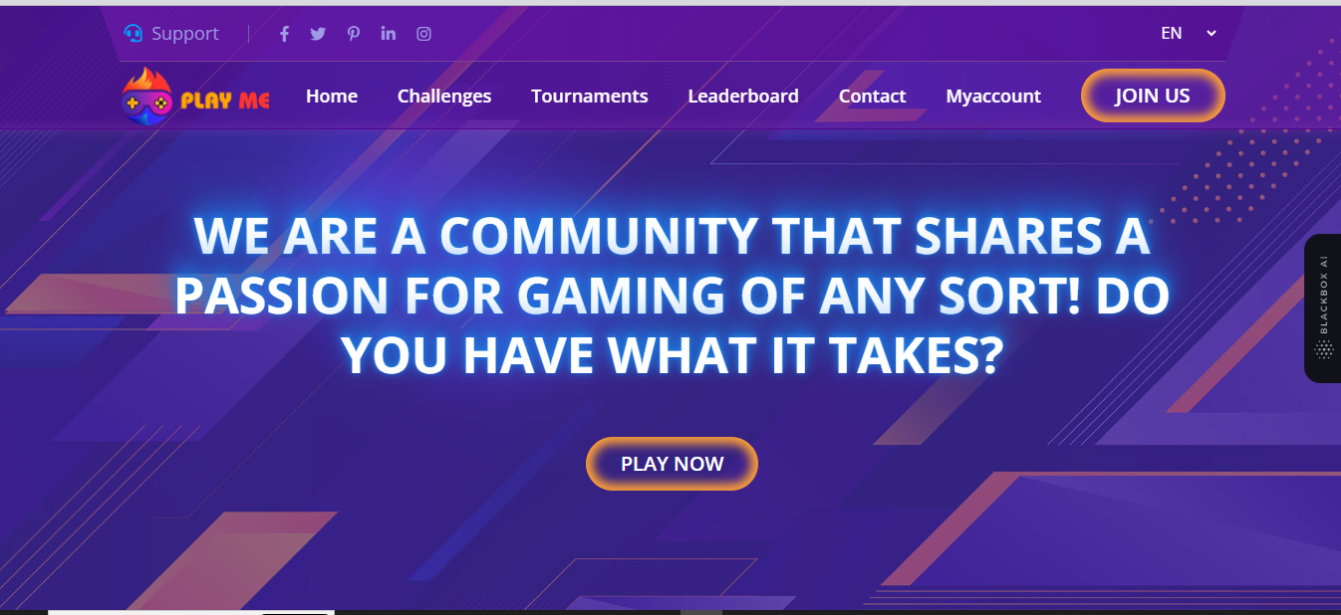 Support
EN
PLAY ME
Home
Challenges
Tournaments
Leaderboard
Contact
Myaccount
JOIN US
WE ARE A COMMUNITY THAT SHARES A
PASSION FOR GAMING OF ANY SORT! DO
YOU HAVE WHAT IT TAKES?
BLACKBOX AI
PLAY NOW